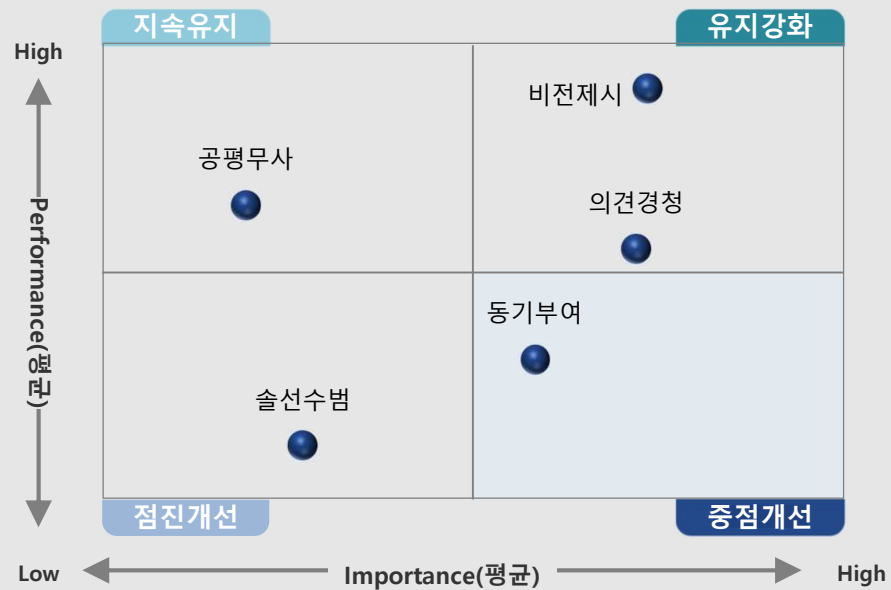 지속유지
유지강화
High
비전제시
공평무사
의견경청
Performance(평균)
동기부여
솔선수범
점진개선
중점개선
Low
Importance(평균)
High